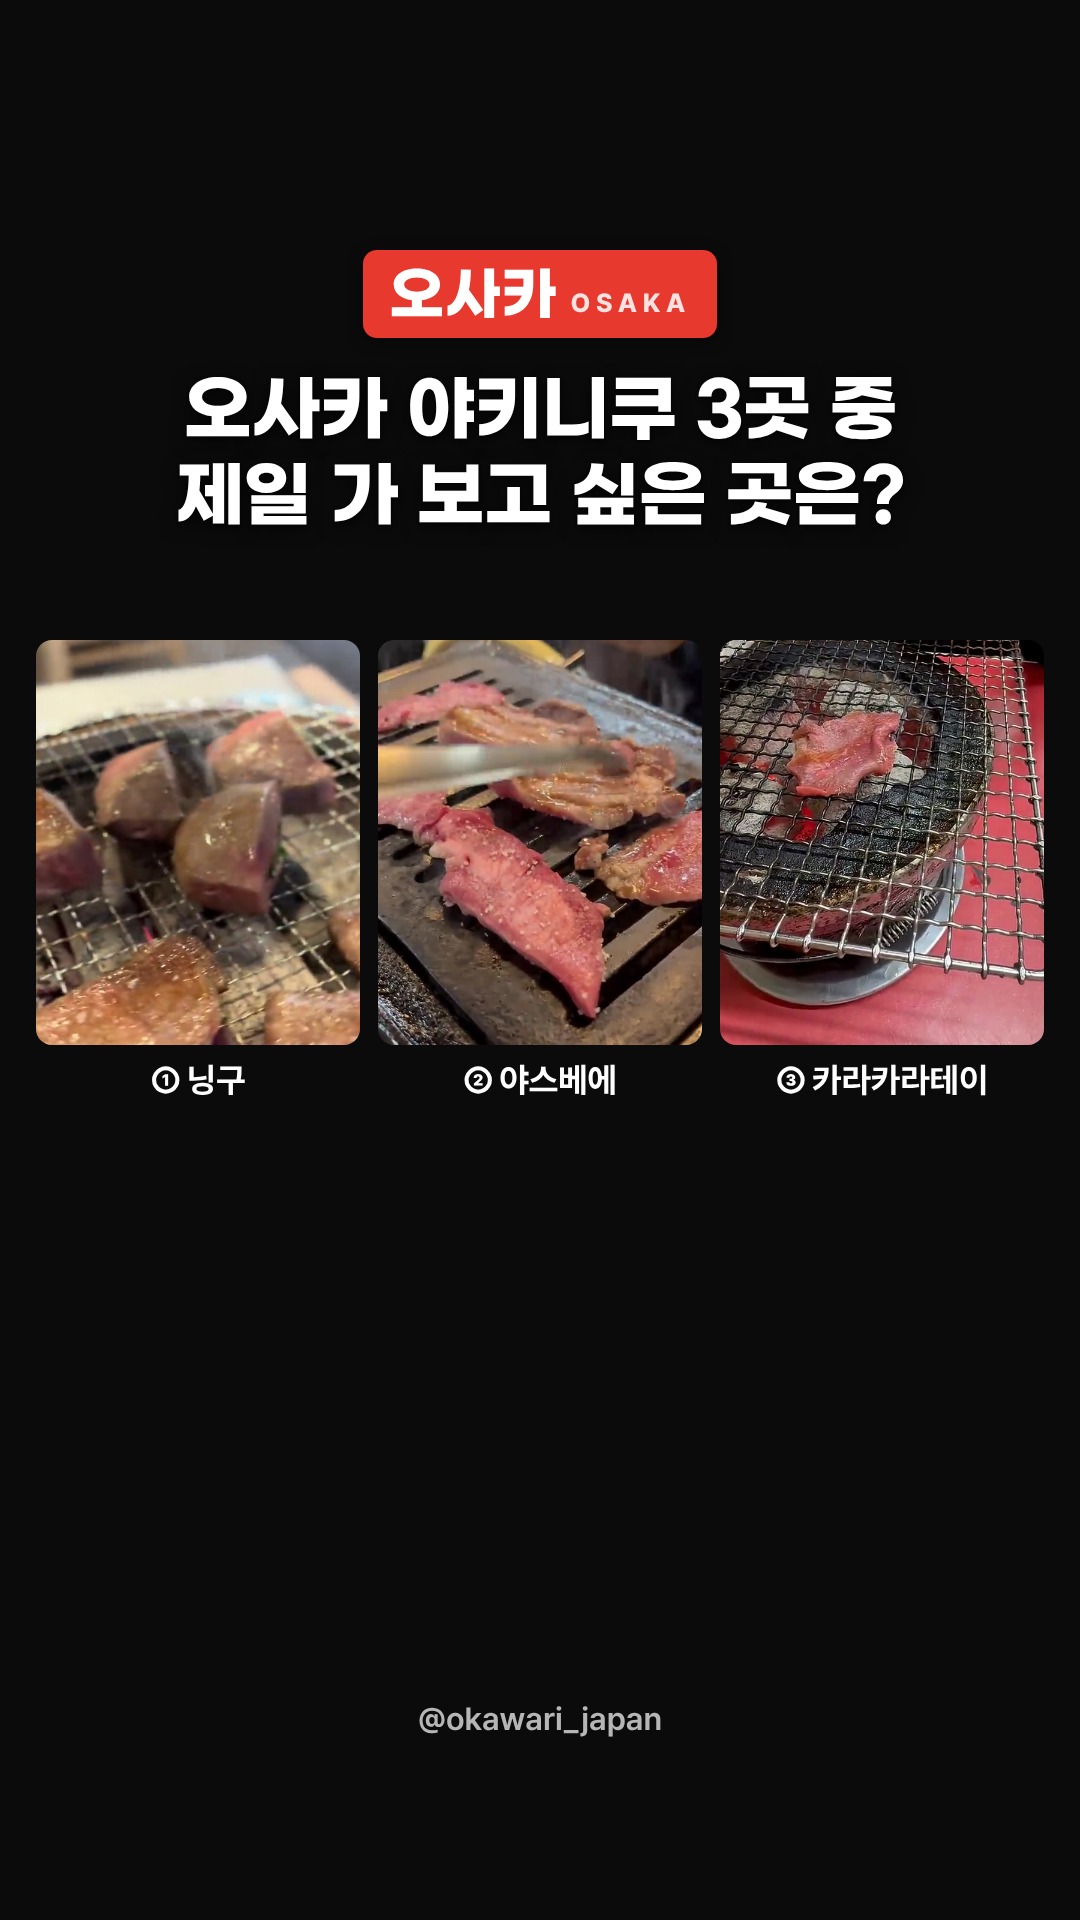 오사카 OSAKA
오사카 야키니쿠 3곳 중
제일 가 보고 싶은 곳은?
① 닝구
② 야스베에
③ 카라카라테이
@okawari_japan